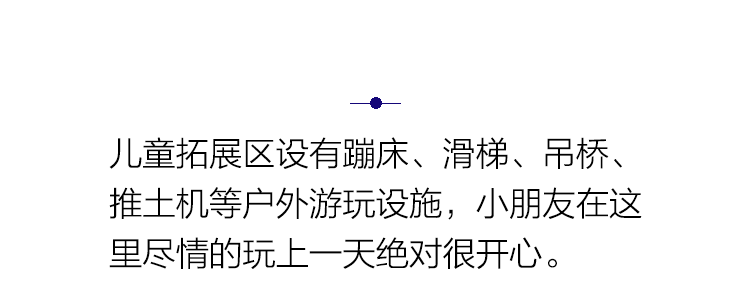 儿童拓展区设有蹦床、滑梯、吊桥、
推土机等户外游玩设施，小朋友在这
里尽情的玩上一天绝对很开心。